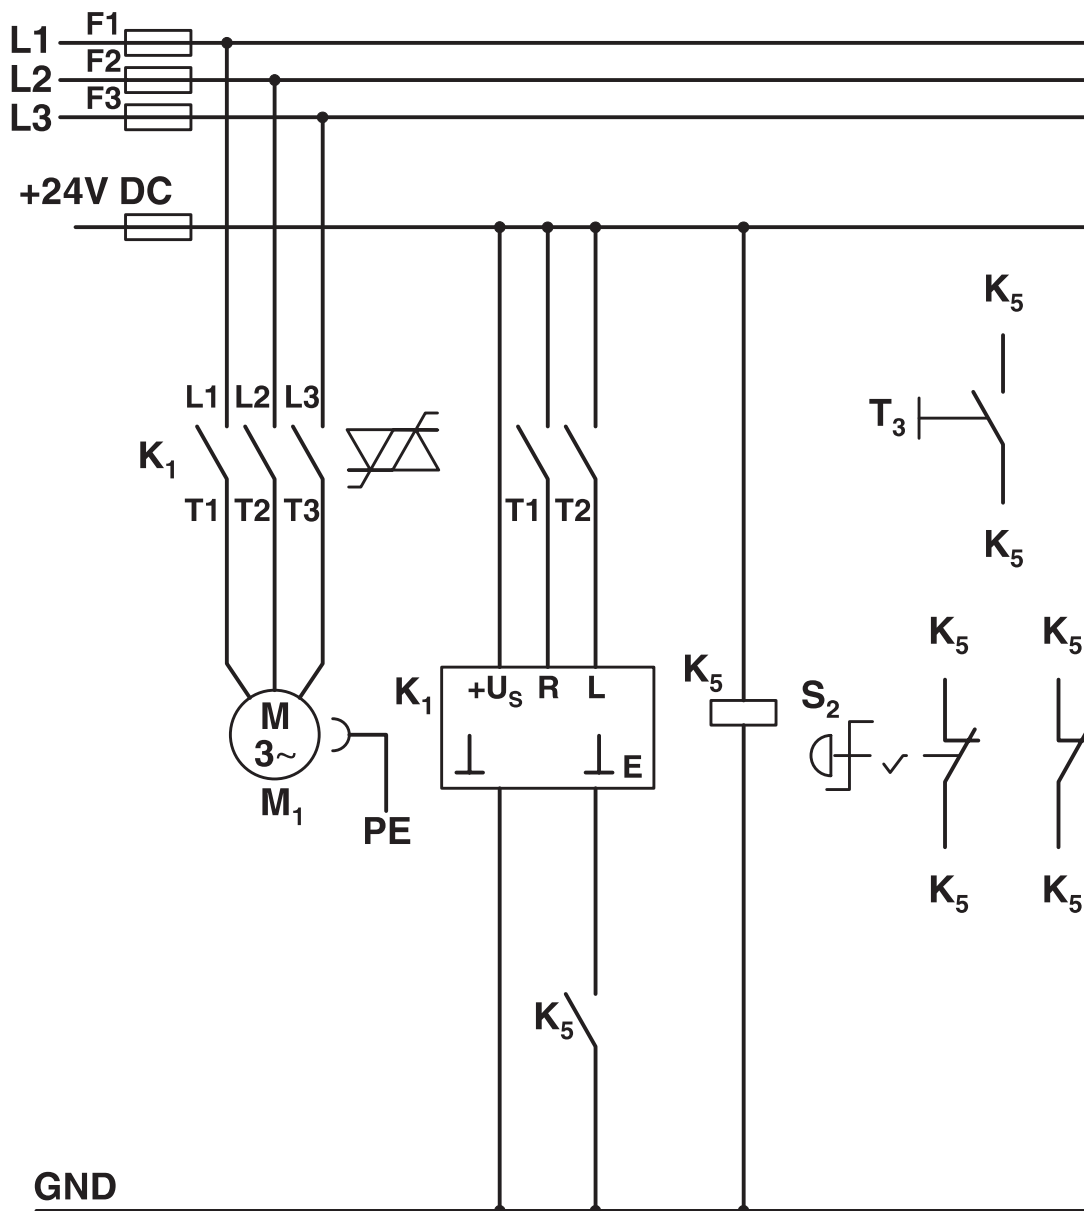 L1 F1
L2 F2
L3 F3
+24V DC
K5
L1 L2 L3
T3
K1
T1 T2 T3 T1 T2
K5
K5 K5
K1 +US R L K5 S2
M
3~
E
M1
PE
K5 K5
K5
GND